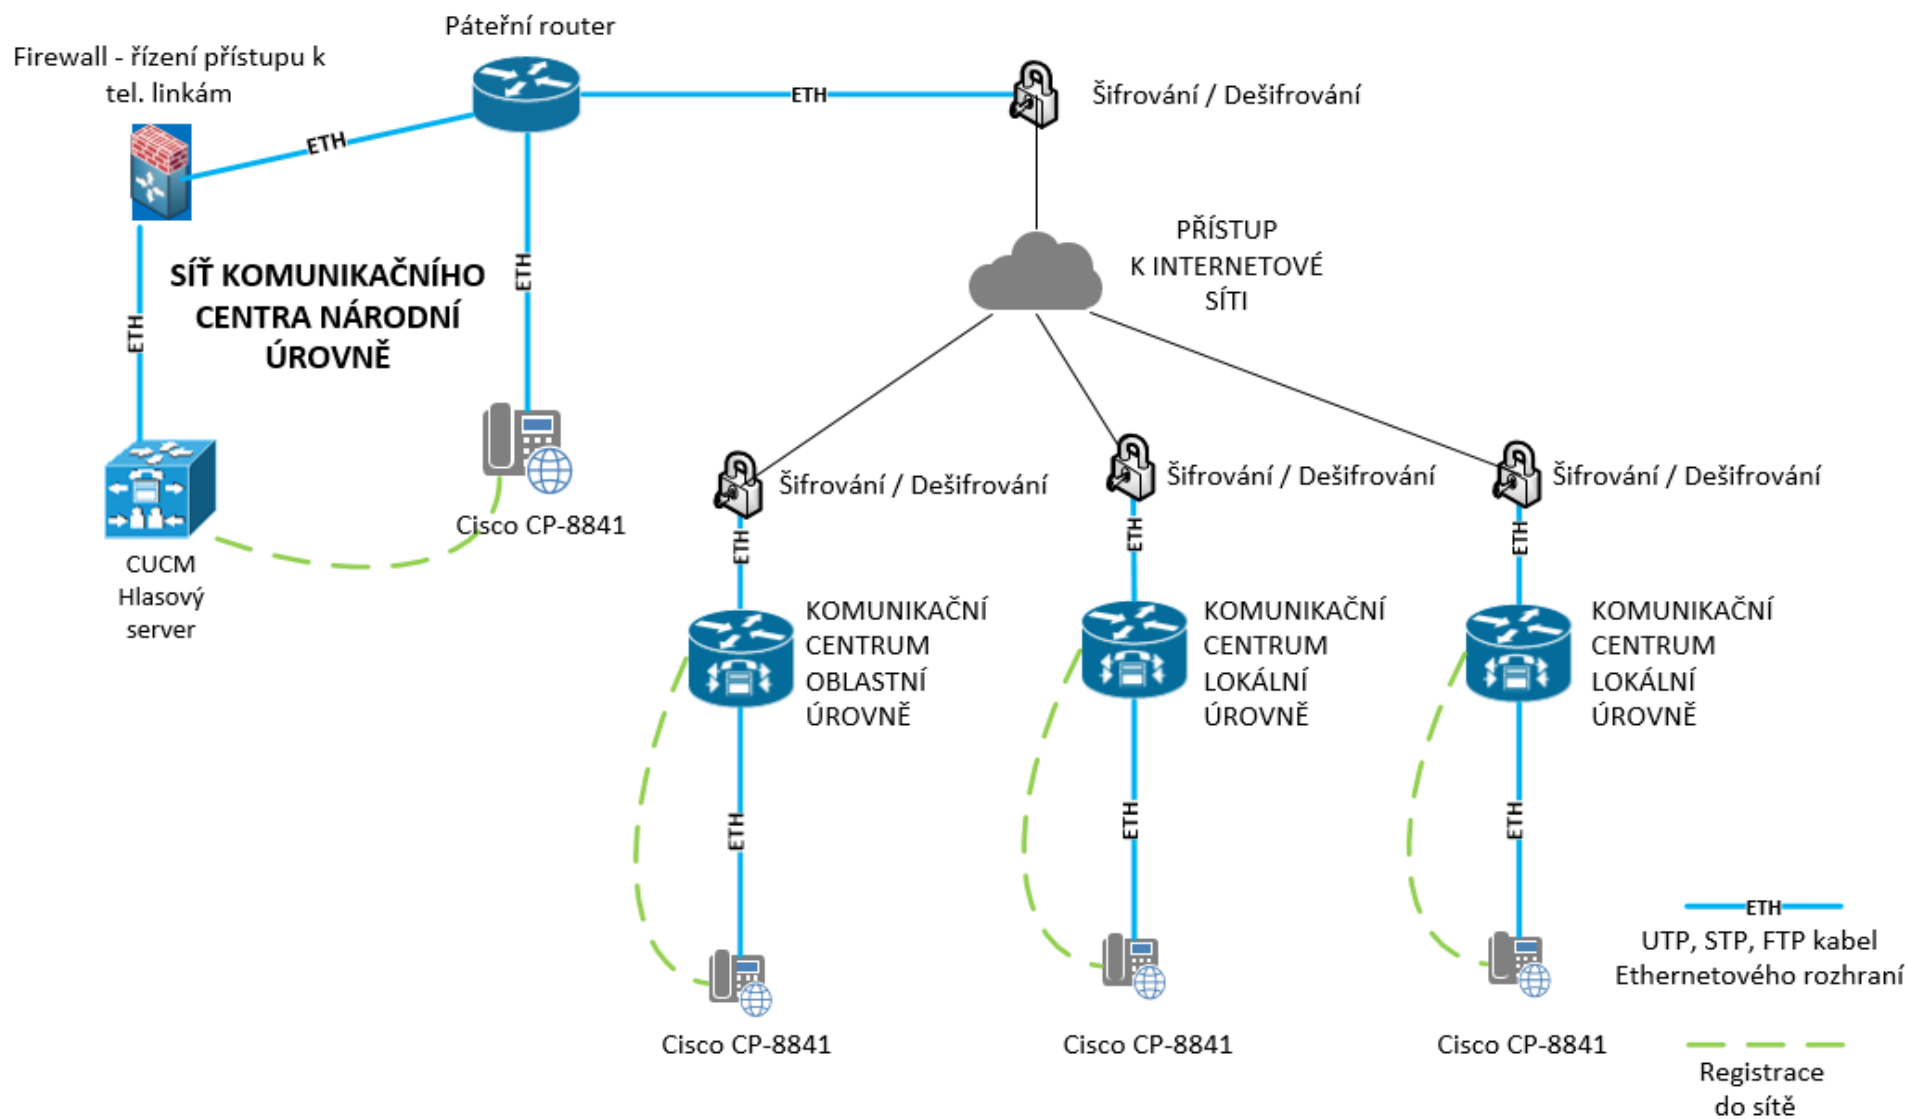 Páteřní router
Firewall - řízení přístupu k
tel. linkám
ETH
Šifrování / Dešifrování
ETH
PŘÍSTUP
K INTERNETOVÉ
SÍTI
SÍŤ KOMUNIKAČNÍHO
CENTRA NÁRODNÍ
ÚROVNĚ
ETH
ETH
Cisco CP-8841
CUCM
Hlasový
server
Šifrování / Dešifrování
Šifrování / Dešifrování
Šifrování / Dešifrování
ETH
ETH
ETH
KOMUNIKAČNÍ
CENTRUM
OBLASTNÍ
ÚROVNĚ
KOMUNIKAČNÍ
CENTRUM
LOKÁLNÍ
ÚROVNĚ
KOMUNIKAČNÍ
CENTRUM
LOKÁLNÍ
ÚROVNĚ
ETH
ETH
ETH
Cisco CP-8841
Cisco CP-8841
Cisco CP-8841
ETH
UTP, STP, FTP kabel
Ethernetového rozhraní
Registrace
do sítě